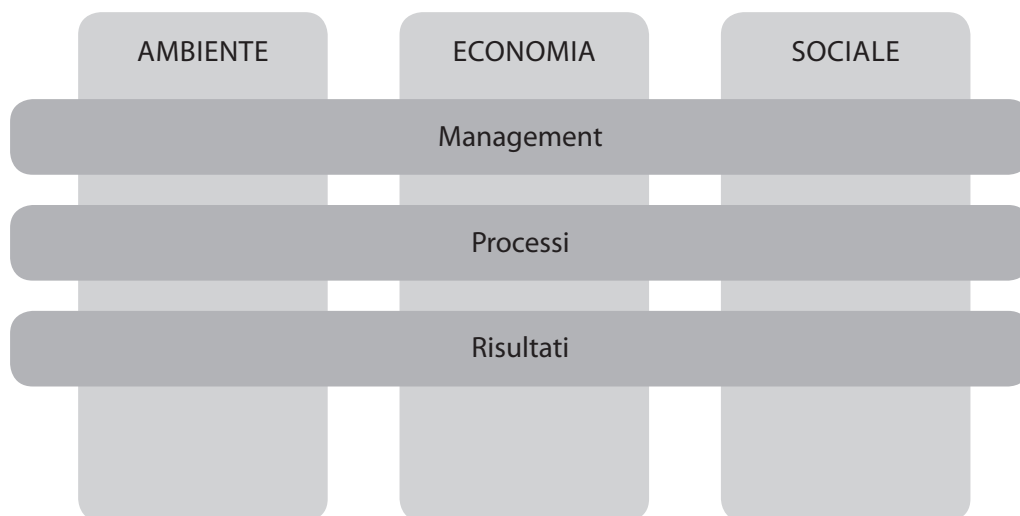 AMBIENTE ECONOMIA SOCIALE
Management
Processi
Risultati